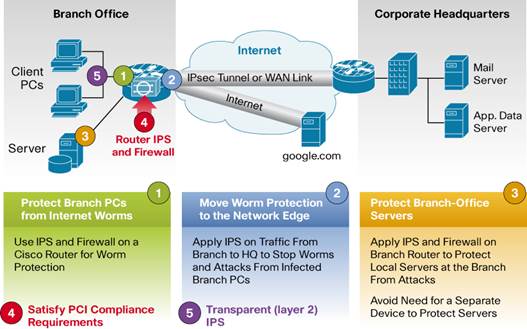 Branch Office
Corporate Headquarters
Internet
Client
PCs
5
1
2
IPsec Tunnel or WAN Link
Internet
Mail
Server
App. Data
Server
4
Router IPS
and Firewall
3
Server
google.com
1
Protect Branch PCs
from Internet Worms
Use IPS and Firewall on a
Cisco Router for Worm
Protection
2
Move Worm Protection
to the Network Edge
Apply IPS on Traffic From
Branch to HQ to Stop Worms
and Attacks From Infected
Branch PCs
3
Protect Branch-Office
Servers
Apply IPS and Firewall on
Branch Router to Protect
Local Servers at the Branch
From Attacks
Avoid Need for a Separate
Device to Protect Servers
4 Satisfy PCI Compliance
Requirements
5 Transparent (layer 2)
IPS